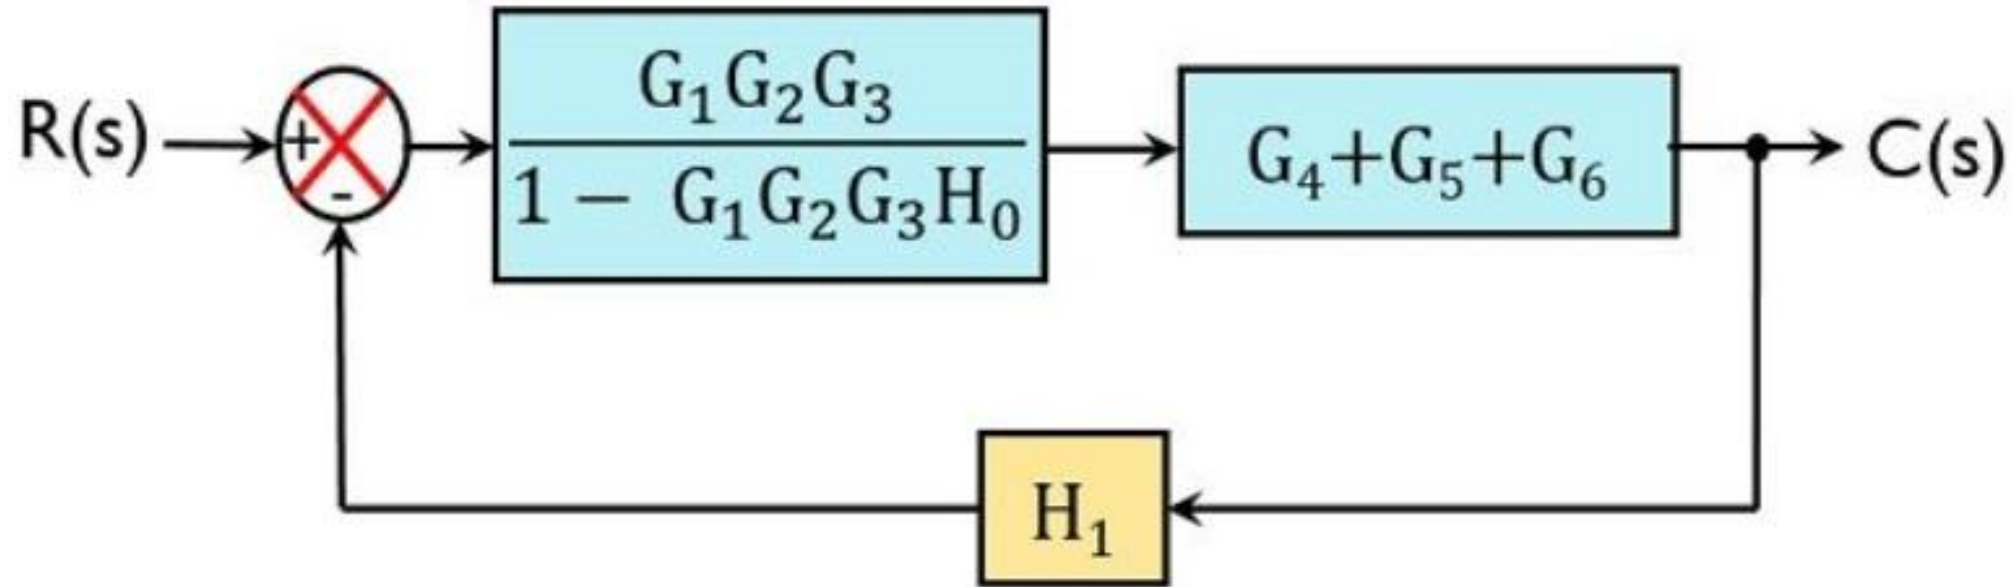 R(s)
+
-
G₁G₂G₃
1 − G₁G₂G₃H₀
G₄+G₅+G₆
C(s)
H₁